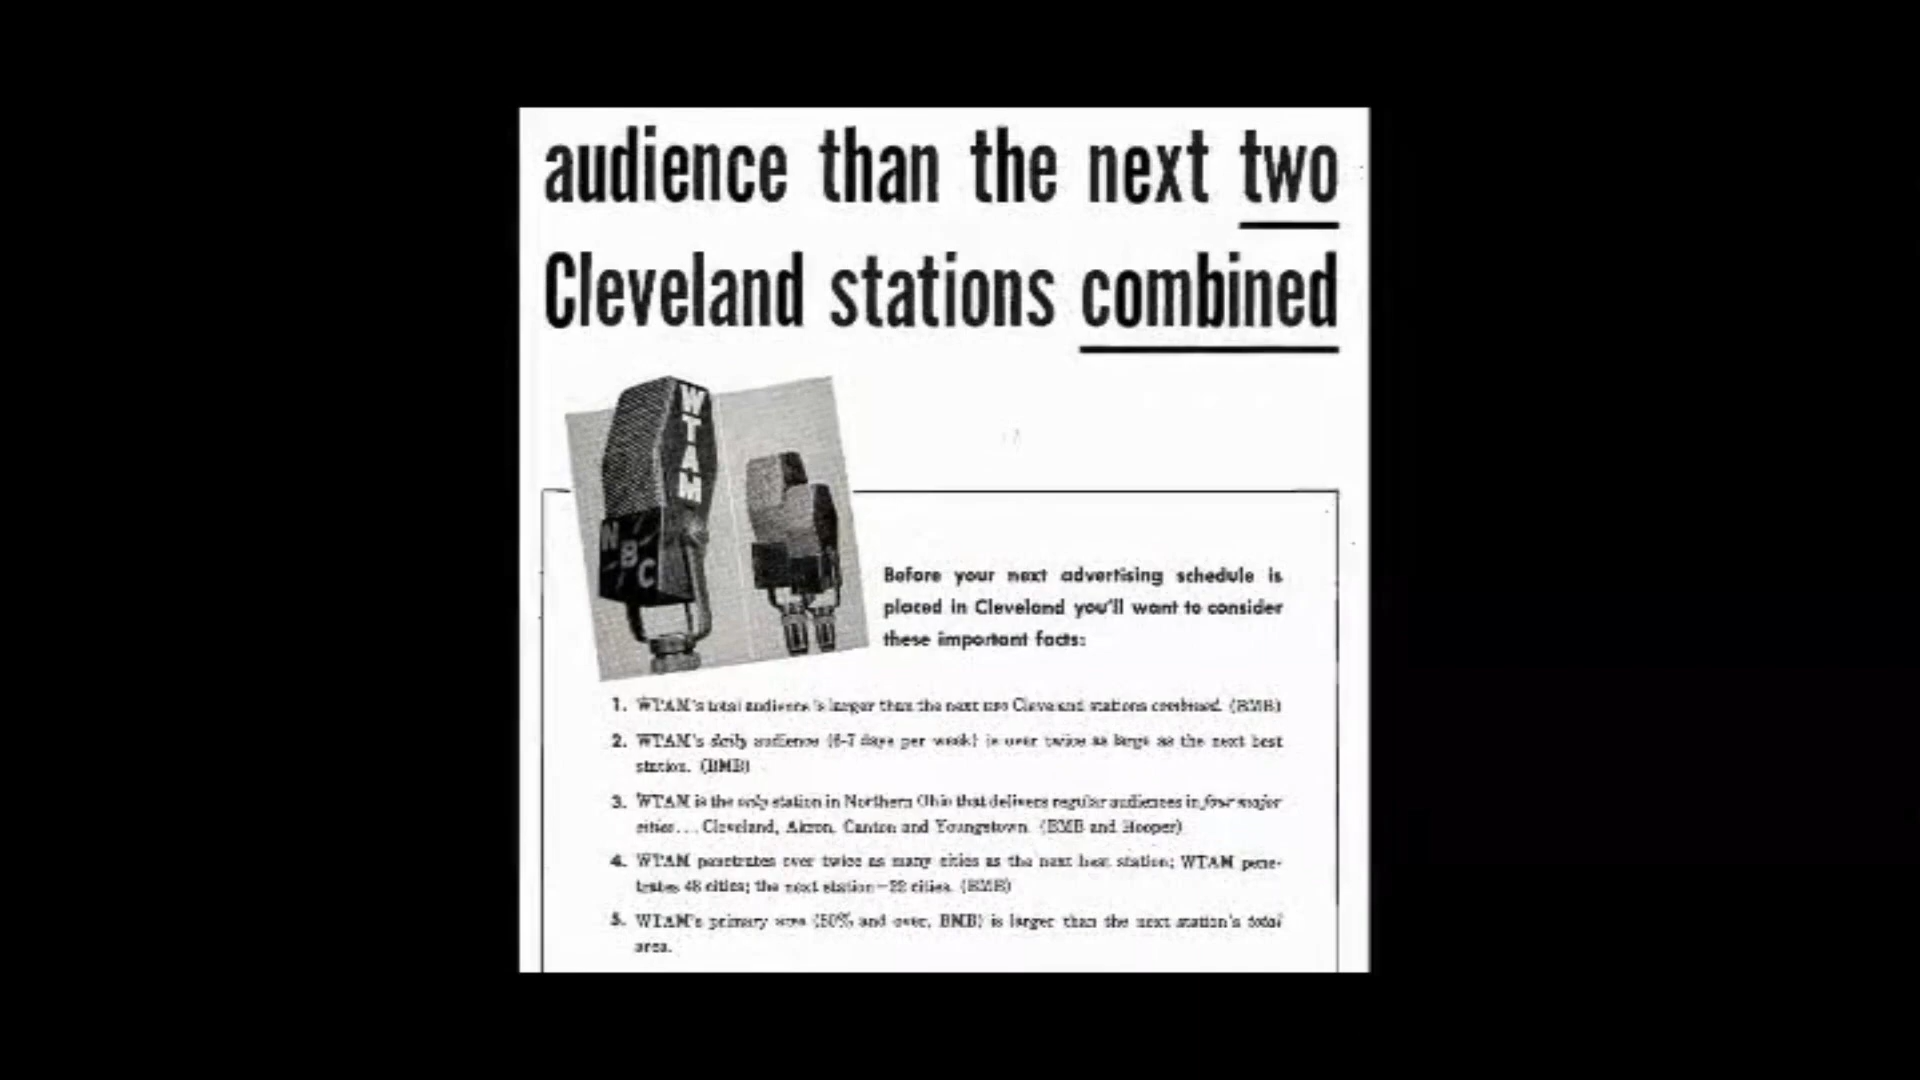 audience than the next two
Cleveland stations combined
WTAM
NBC
Before your next advertising schedule is
placed in Cleveland you'll want to consider
these important facts:
1. WTAM's total audience is larger than the next two Cleveland stations combined. (BMB)
2. WTAM's daily audience (6-7 days per week) is over twice as large as the next best
station. (BMB)
3. WTAM is the only station in Northern Ohio that delivers regular audiences in four major
cities... Cleveland, Akron, Canton and Youngstown. (BMB and Hooper)
4. WTAM penetrates over twice as many cities as the next best station; WTAM pene-
trates 48 cities; the next station—22 cities. (BMB)
5. WTAM's primary area (50% and over, BMB) is larger than the next station's total
area.